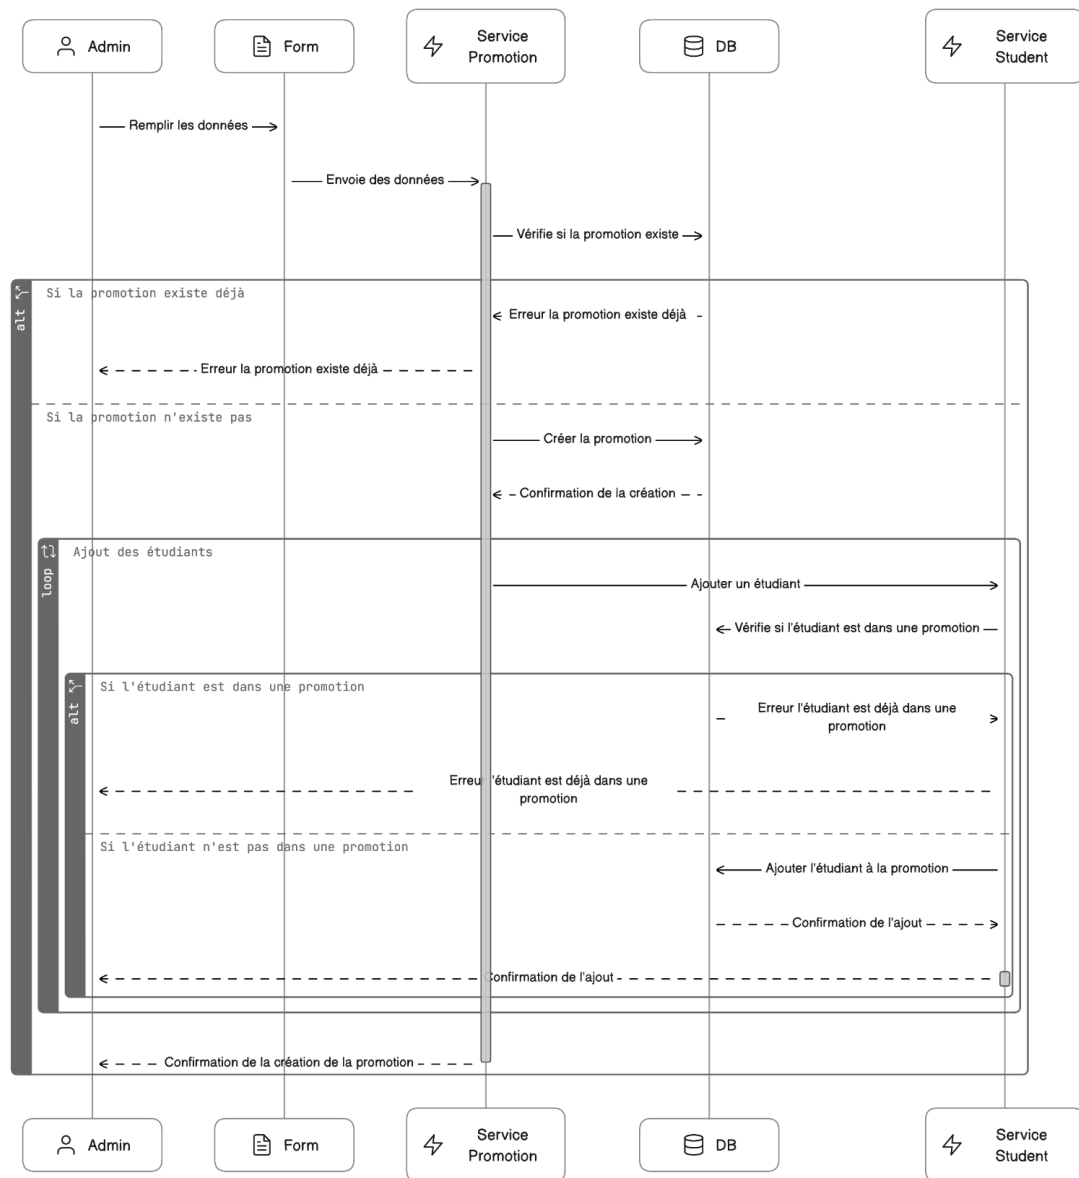 Admin
Form
Service
Promotion
DB
Service
Student
Remplir les données
Envoie des données
Vérifie si la promotion existe
alt
Si la promotion existe déjà
Erreur la promotion existe déjà
Erreur la promotion existe déjà
Si la promotion n'existe pas
Créer la promotion
Confirmation de la création
loop
Ajout des étudiants
Ajouter un étudiant
Vérifie si l'étudiant est dans une promotion
alt
Si l'étudiant est dans une promotion
Erreur l'étudiant est déjà dans une
promotion
Erreur l'étudiant est déjà dans une
promotion
Si l'étudiant n'est pas dans une promotion
Ajouter l'étudiant à la promotion
Confirmation de l'ajout
Confirmation de l'ajout
Confirmation de la création de la promotion
Admin
Form
Service
Promotion
DB
Service
Student